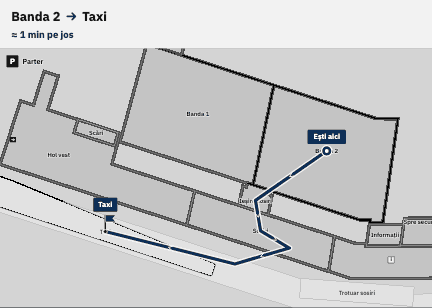 Banda 2 → Taxi
≈ 1 min pe jos
P Parter
Banda 1
Scări
Hol vest
Ești aici
Taxi
Informații
Trotuar sosiri